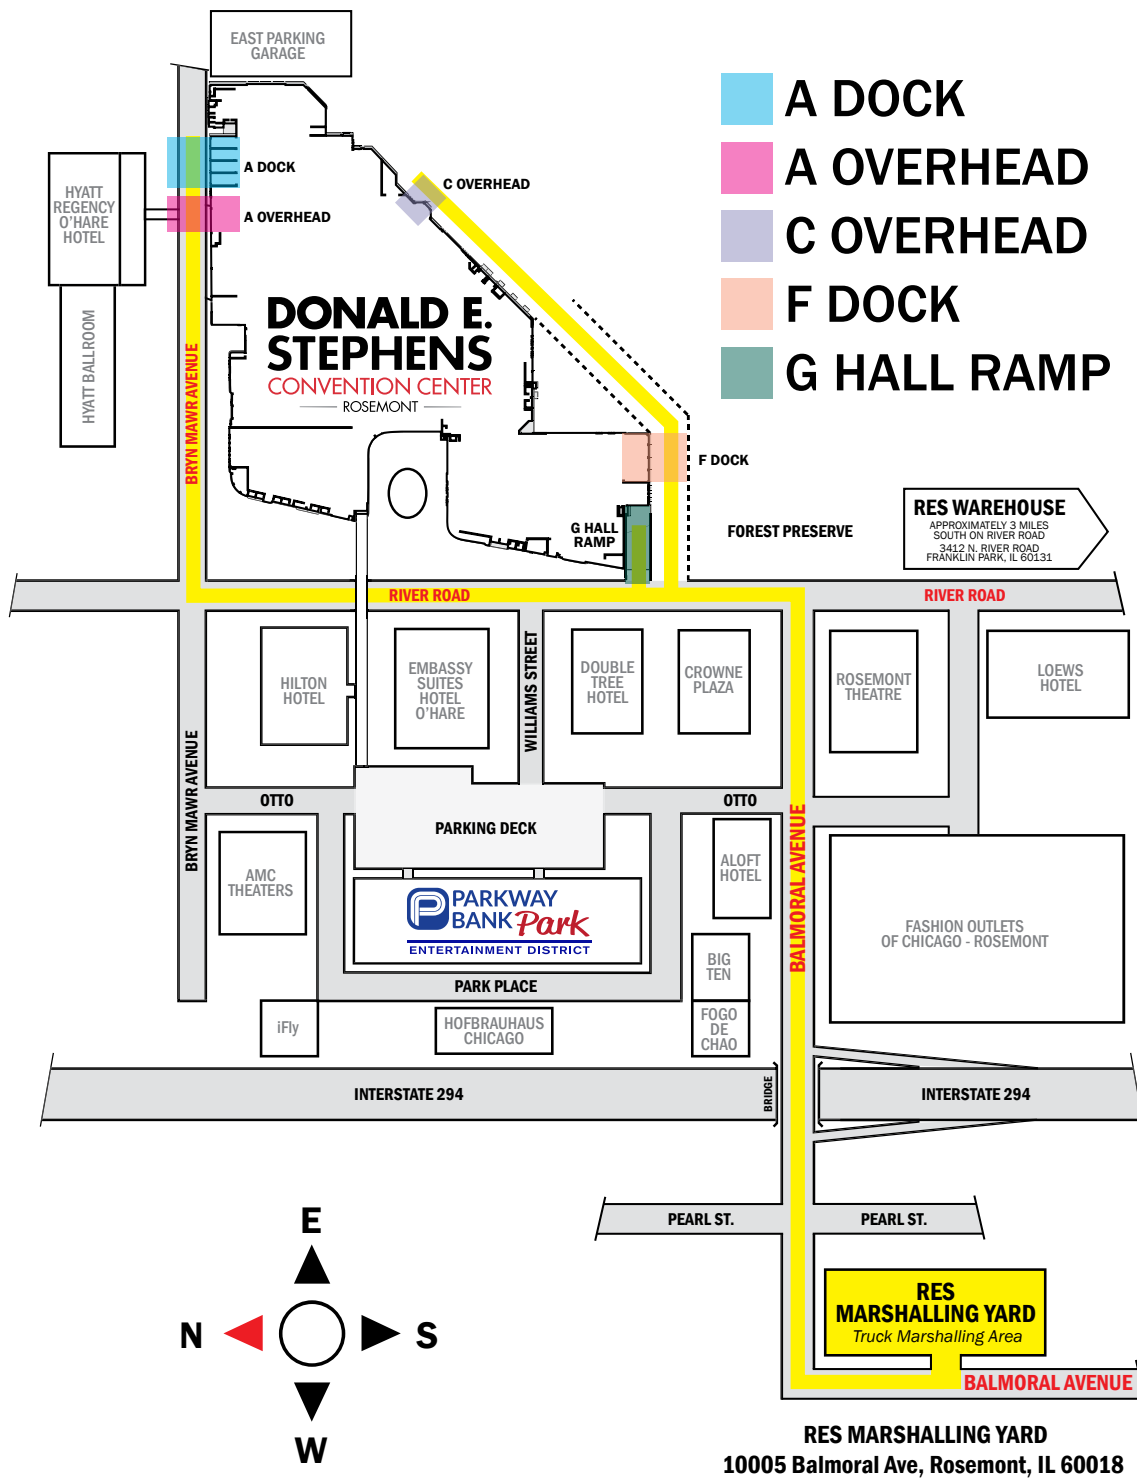 EAST PARKING
GARAGE
A DOCK
A OVERHEAD
C OVERHEAD
F DOCK
G HALL RAMP
HYATT
REGENCY
O'HARE
HOTEL
A DOCK
A OVERHEAD
C OVERHEAD
HYATT BALLROOM
BRYN MAWR AVENUE
DONALD E.
STEPHENS
CONVENTION CENTER
ROSEMONT
F DOCK
G HALL
RAMP
FOREST PRESERVE
RES WAREHOUSE
APPROXIMATELY 3 MILES
SOUTH ON RIVER ROAD
3412 N. RIVER ROAD
FRANKLIN PARK, IL 60131
RIVER ROAD
RIVER ROAD
HILTON
HOTEL
EMBASSY
SUITES
HOTEL
O'HARE
WILLIAMS STREET
DOUBLE
TREE
HOTEL
CROWNE
PLAZA
ROSEMONT
THEATRE
LOEWS
HOTEL
BRYN MAWR AVENUE
OTTO
OTTO
PARKING DECK
BALMORAL AVENUE
AMC
THEATERS
ALOFT
HOTEL
P
PARKWAY
BANK Park
ENTERTAINMENT DISTRICT
FASHION OUTLETS
OF CHICAGO - ROSEMONT
BIG
TEN
PARK PLACE
iFly
HOFBRAUHAUS
CHICAGO
FOGO
DE
CHAO
INTERSTATE 294
BRIDGE
INTERSTATE 294
PEARL ST.
PEARL ST.
E
N
S
W
RES
MARSHALLING YARD
Truck Marshalling Area
BALMORAL AVENUE
RES MARSHALLING YARD
10005 Balmoral Ave, Rosemont, IL 60018